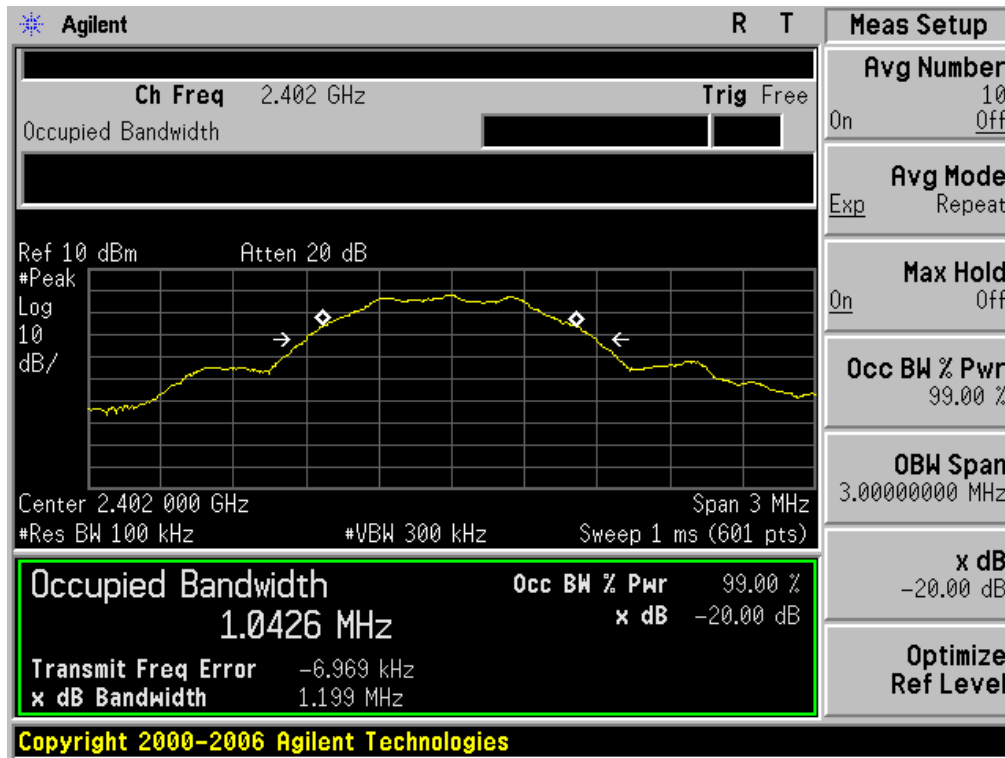 Agilent R T
Ch Freq 2.402 GHz Trig Free
Occupied Bandwidth
Ref 10 dBm Atten 20 dB
#Peak
Log
10
dB/
Center 2.402 000 GHz Span 3 MHz
#Res BW 100 kHz #VBW 300 kHz Sweep 1 ms (601 pts)
Occupied Bandwidth Occ BW % Pwr 99.00 %
1.0426 MHz x dB -20.00 dB
Transmit Freq Error -6.969 kHz
x dB Bandwidth 1.199 MHz
Copyright 2000-2006 Agilent Technologies
Meas Setup
Avg Number
10
On Off
Avg Mode
Exp Repeat
Max Hold
On Off
Occ BW % Pwr
99.00 %
OBW Span
3.00000000 MHz
x dB
-20.00 dB
Optimize
Ref Level